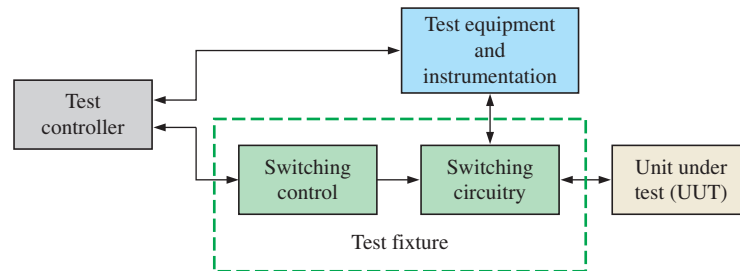 Test equipment
and
instrumentation
Test
controller
Switching
control
Switching
circuitry
Unit under
test (UUT)
Test fixture